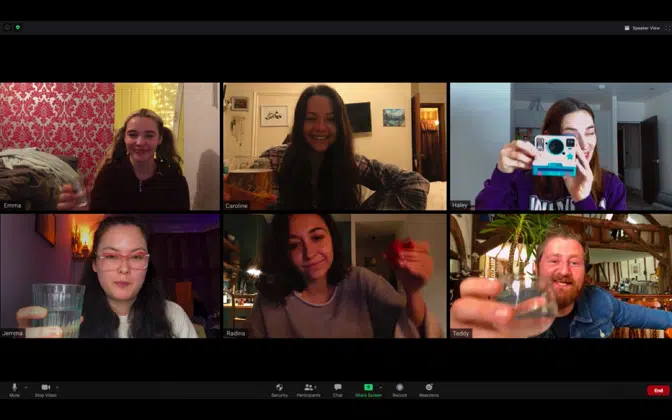 Speaker View
Emma
Caroline
Haley
Jemma
Radina
Teddy
Mute
Stop Video
Security
Participants
Chat
Share Screen
Record
Reactions
End